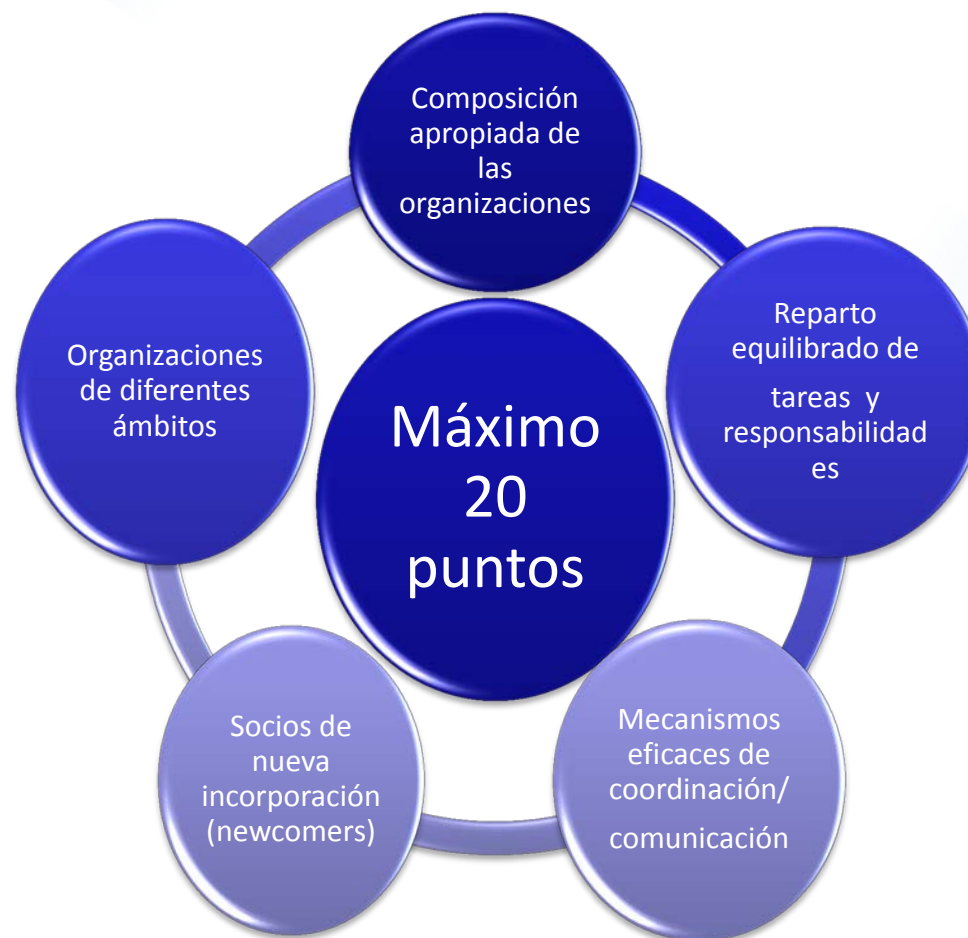 Composición
apropiada de
las
organizaciones
Reparto
equilibrado de
tareas y
responsabilidad
es
Mecanismos
eficaces de
coordinación/
comunicación
Socios de
nueva
incorporación
(newcomers)
Organizaciones
de diferentes
ámbitos
Máximo
20
puntos